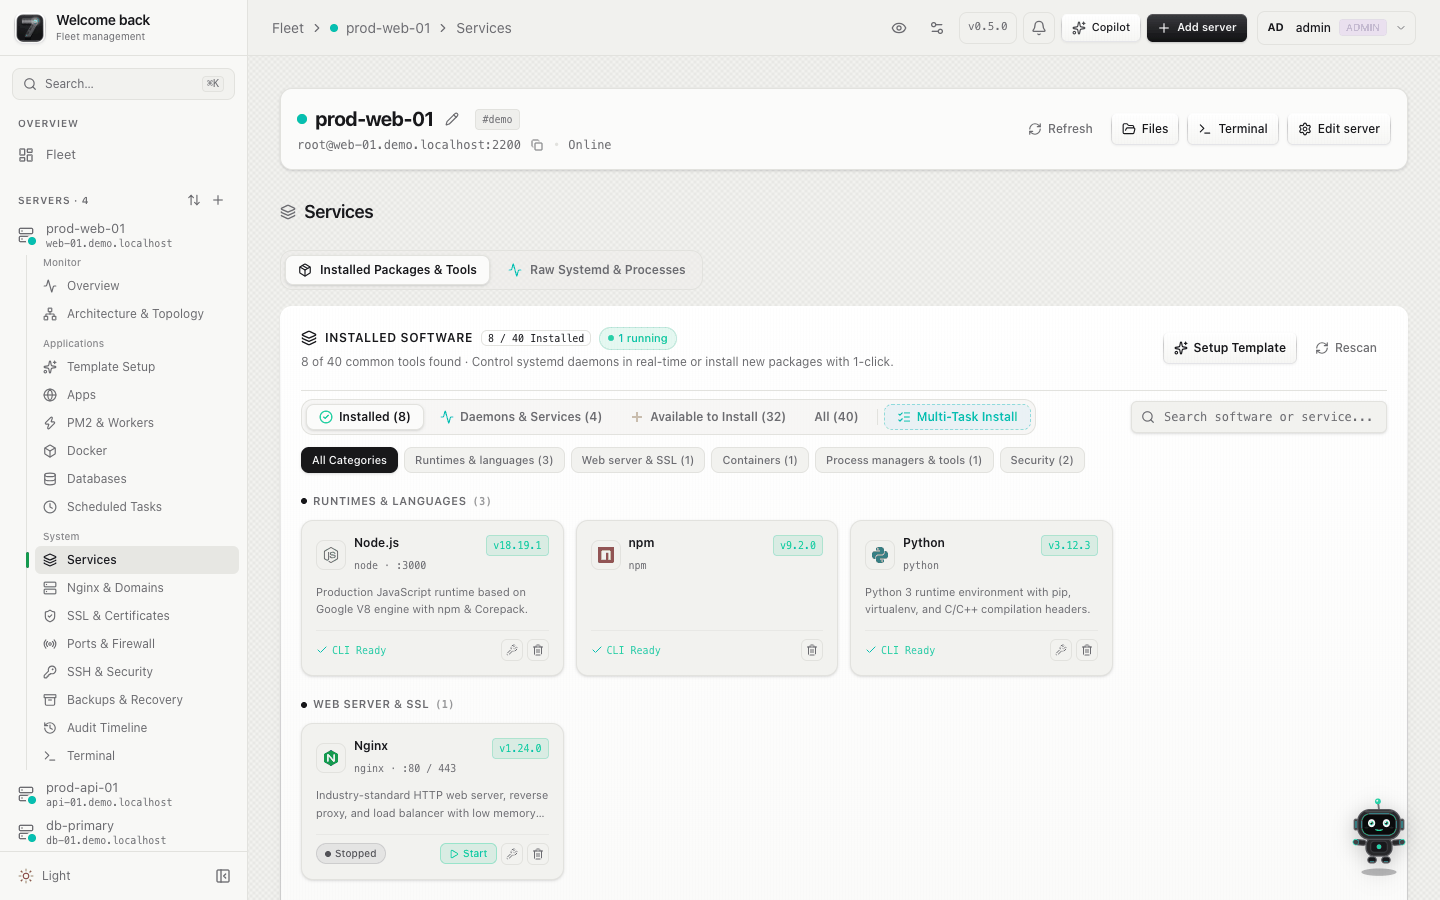 Welcome back
Fleet management
Search...
⌘K
OVERVIEW
Fleet
SERVERS · 4
prod-web-01
web-01.demo.localhost
Monitor
Overview
Architecture & Topology
Applications
Template Setup
Apps
PM2 & Workers
Docker
Databases
Scheduled Tasks
System
Services
Nginx & Domains
SSL & Certificates
Ports & Firewall
SSH & Security
Backups & Recovery
Audit Timeline
Terminal
prod-api-01
api-01.demo.localhost
db-primary
db-01.demo.localhost
Light
Fleet > prod-web-01 > Services
v0.5.0
Copilot
+ Add server
AD admin ADMIN
prod-web-01 #demo
root@web-01.demo.localhost:2200 · Online
Refresh
Files
Terminal
Edit server
Services
Installed Packages & Tools
Raw Systemd & Processes
INSTALLED SOFTWARE 8 / 40 Installed 1 running
8 of 40 common tools found · Control systemd daemons in real-time or install new packages with 1-click.
Setup Template
Rescan
Installed (8)
Daemons & Services (4)
Available to Install (32)
All (40)
Multi-Task Install
Search software or service...
All Categories
Runtimes & languages (3)
Web server & SSL (1)
Containers (1)
Process managers & tools (1)
Security (2)
RUNTIMES & LANGUAGES (3)
Node.js
v18.19.1
node · :3000
Production JavaScript runtime based on
Google V8 engine with npm & Corepack.
CLI Ready
npm
v9.2.0
npm
CLI Ready
Python
v3.12.3
python
Python 3 runtime environment with pip,
virtualenv, and C/C++ compilation headers.
CLI Ready
WEB SERVER & SSL (1)
Nginx
v1.24.0
nginx · :80 / 443
Industry-standard HTTP web server, reverse
proxy, and load balancer with low memory...
Stopped
Start